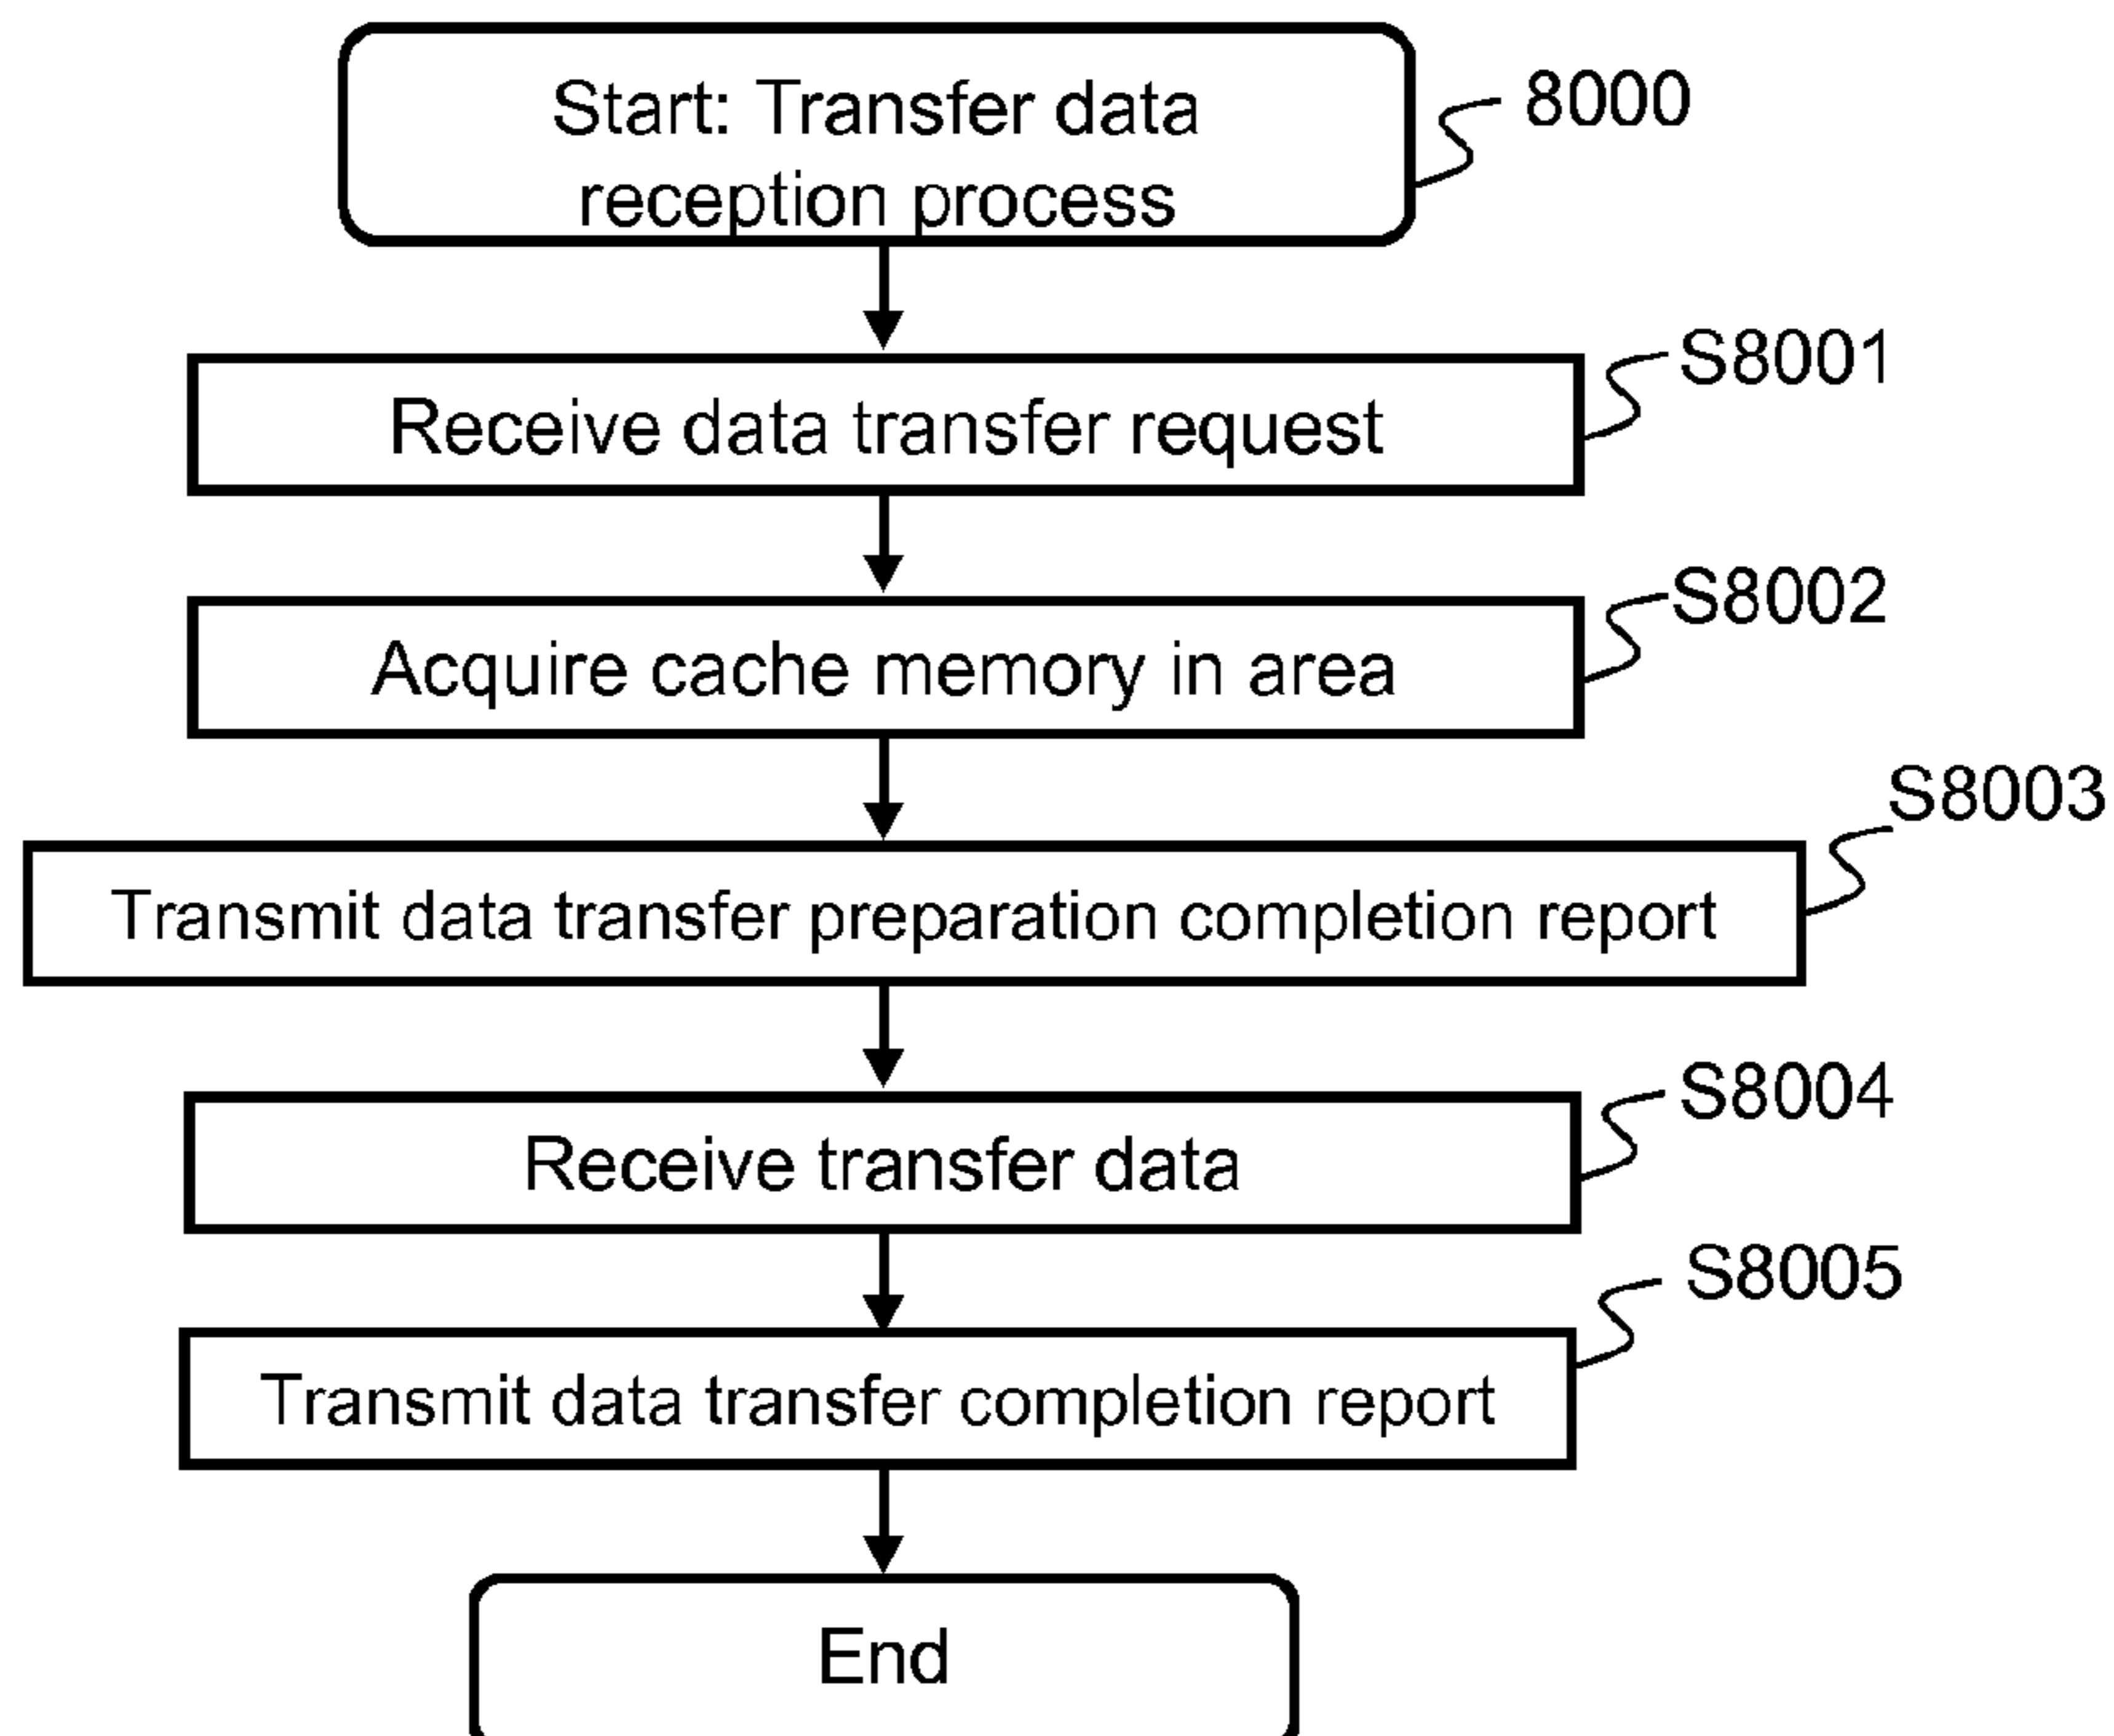 Start: Transfer data
reception process
8000
Receive data transfer request
S8001
Acquire cache memory in area
S8002
Transmit data transfer preparation completion report
S8003
Receive transfer data
S8004
Transmit data transfer completion report
S8005
End